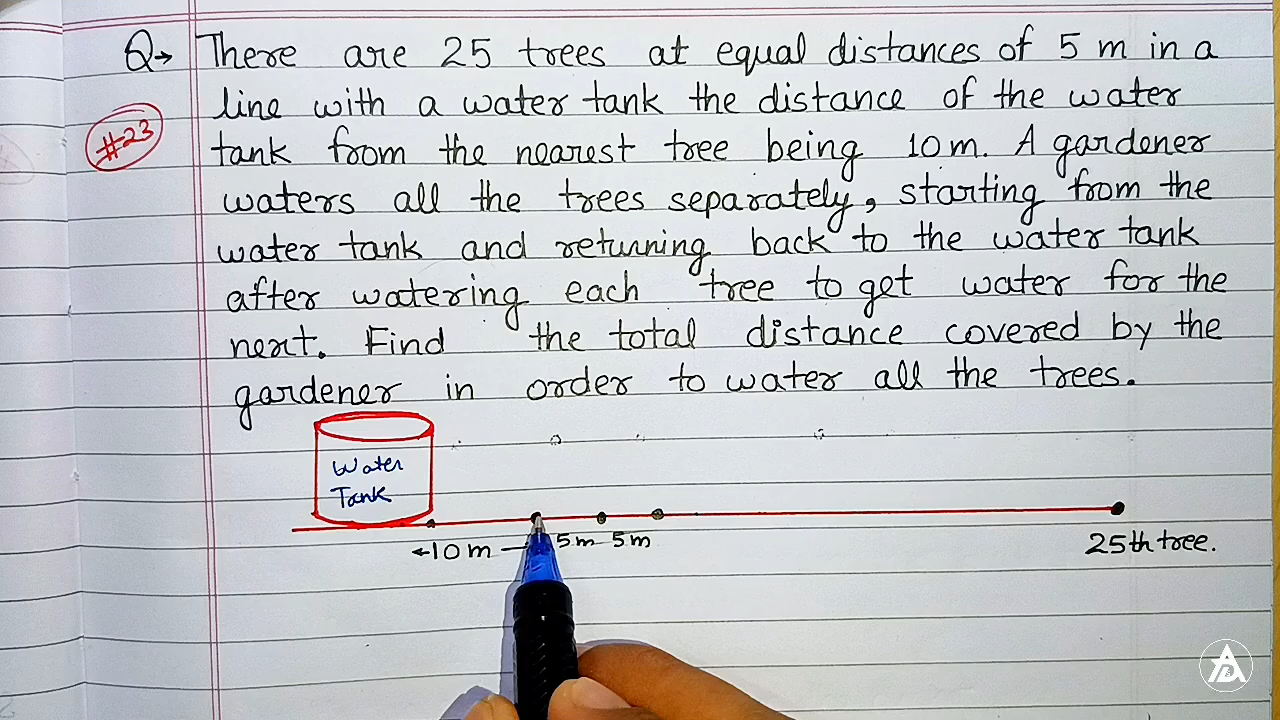 Q→ There are 25 trees at equal distances of 5 m in a
#23
line with a water tank the distance of the water
tank from the nearest tree being 10 m. A gardener
waters all the trees separately, starting from the
water tank and returning back to the water tank
after watering each tree to get water for the
next. Find the total distance covered by the
gardener in order to water all the trees.
Water
Tank
←10 m— 5m 5m
25th tree.